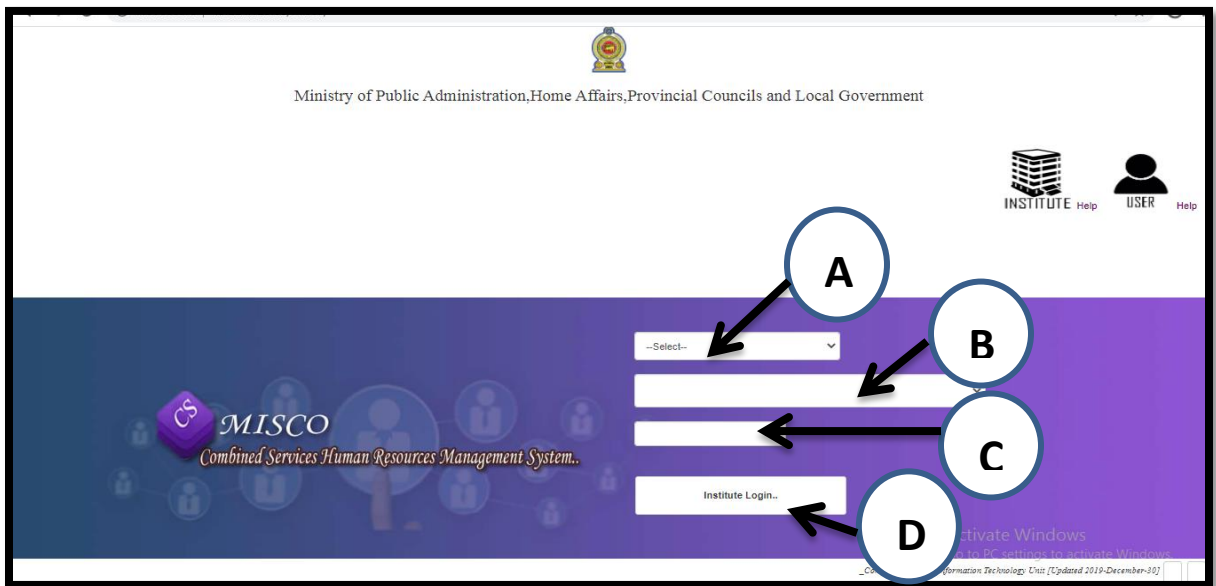 Ministry of Public Administration,Home Affairs,Provincial Councils and Local Government
INSTITUTE Help
USER Help
A
--Select--
B
CS
MISCO
Combined Services Human Resources Management System..
C
Institute Login..
D
Activate Windows
to PC settings to activate Windows.
Information Technology Unit [Updated 2019-December-30]